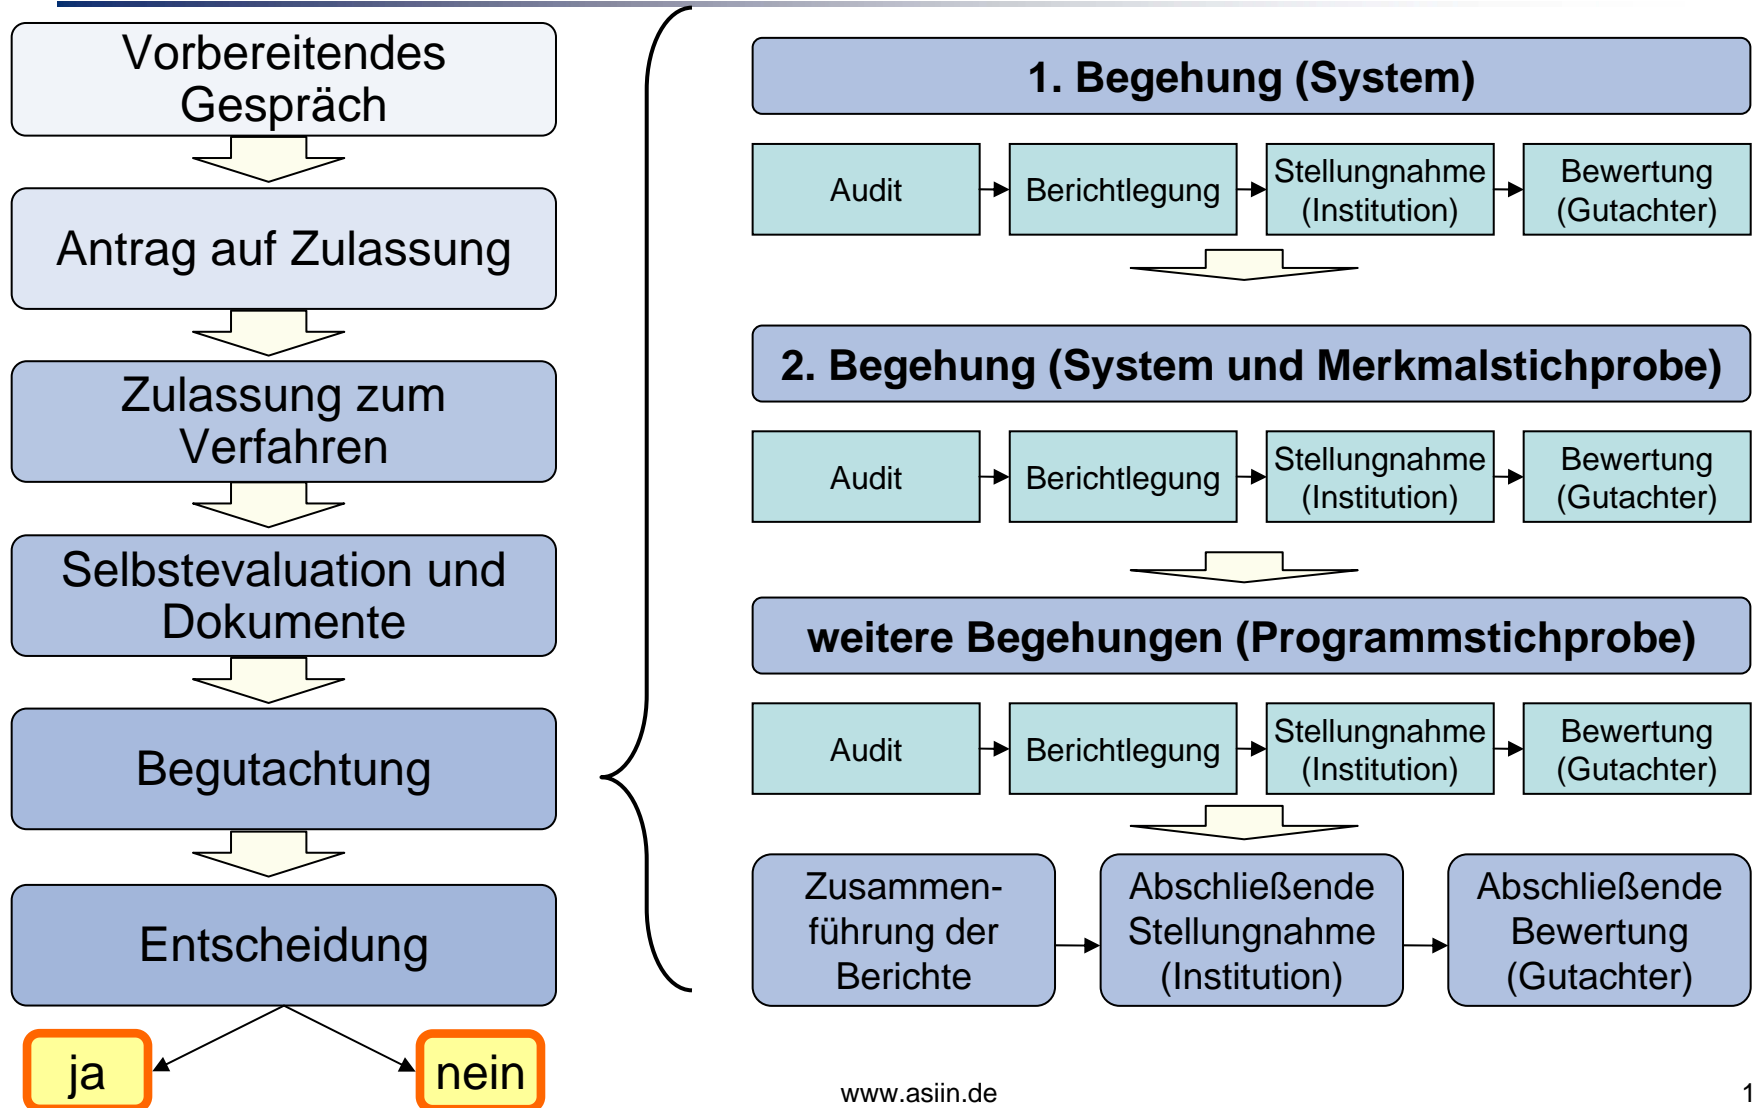 Vorbereitendes
Gespräch
Antrag auf Zulassung
Zulassung zum
Verfahren
Selbstevaluation und
Dokumente
Begutachtung
Entscheidung
ja
nein
1. Begehung (System)
Audit
Berichtlegung
Stellungnahme
(Institution)
Bewertung
(Gutachter)
2. Begehung (System und Merkmalstichprobe)
Audit
Berichtlegung
Stellungnahme
(Institution)
Bewertung
(Gutachter)
weitere Begehungen (Programmstichprobe)
Audit
Berichtlegung
Stellungnahme
(Institution)
Bewertung
(Gutachter)
Zusammen-
führung der
Berichte
Abschließende
Stellungnahme
(Institution)
Abschließende
Bewertung
(Gutachter)
www.asiin.de
1